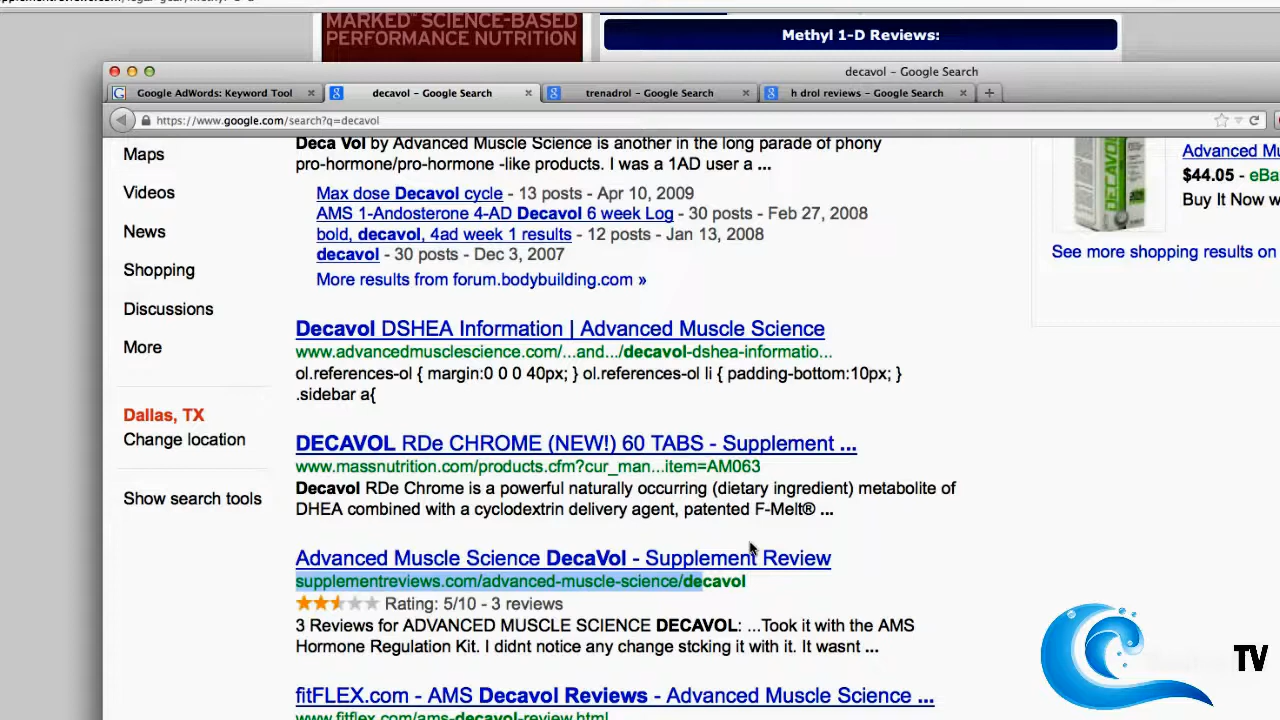 MARKED™ SCIENCE-BASED
PERFORMANCE NUTRITION
Methyl 1-D Reviews:
decavol – Google Search
Google AdWords: Keyword Tool
decavol – Google Search
trenadrol – Google Search
h drol reviews – Google Search
https://www.google.com/search?q=decavol
Maps
Videos
News
Shopping
Discussions
More
Dallas, TX
Change location
Show search tools
Deca Vol by Advanced Muscle Science is another in the long parade of phony
pro-hormone/pro-hormone -like products. I was a 1AD user a ...
Max dose Decavol cycle - 13 posts - Apr 10, 2009
AMS 1-Andosterone 4-AD Decavol 6 week Log - 30 posts - Feb 27, 2008
bold, decavol, 4ad week 1 results - 12 posts - Jan 13, 2008
decavol - 30 posts - Dec 3, 2007
More results from forum.bodybuilding.com »
Decavol DSHEA Information | Advanced Muscle Science
www.advancedmusclescience.com/...and.../decavol-dshea-informatio...
ol.references-ol { margin:0 0 0 40px; } ol.references-ol li { padding-bottom:10px; }
.sidebar a{
DECAVOL RDe CHROME (NEW!) 60 TABS - Supplement ...
www.massnutrition.com/products.cfm?cur_man...item=AM063
Decavol RDe Chrome is a powerful naturally occurring (dietary ingredient) metabolite of
DHEA combined with a cyclodextrin delivery agent, patented F-Melt® ...
Advanced Muscle Science DecaVol - Supplement Review
supplementreviews.com/advanced-muscle-science/decavol
Rating: 5/10 - 3 reviews
3 Reviews for ADVANCED MUSCLE SCIENCE DECAVOL: ...Took it with the AMS
Hormone Regulation Kit. I didnt notice any change stcking it with it. It wasnt ...
fitFLEX.com - AMS Decavol Reviews - Advanced Muscle Science ...
www.fitflex.com/ams-decavol-review.html
DECAVOL
Advanced Mu
$44.05 - eBa
Buy It Now w
See more shopping results on
TV